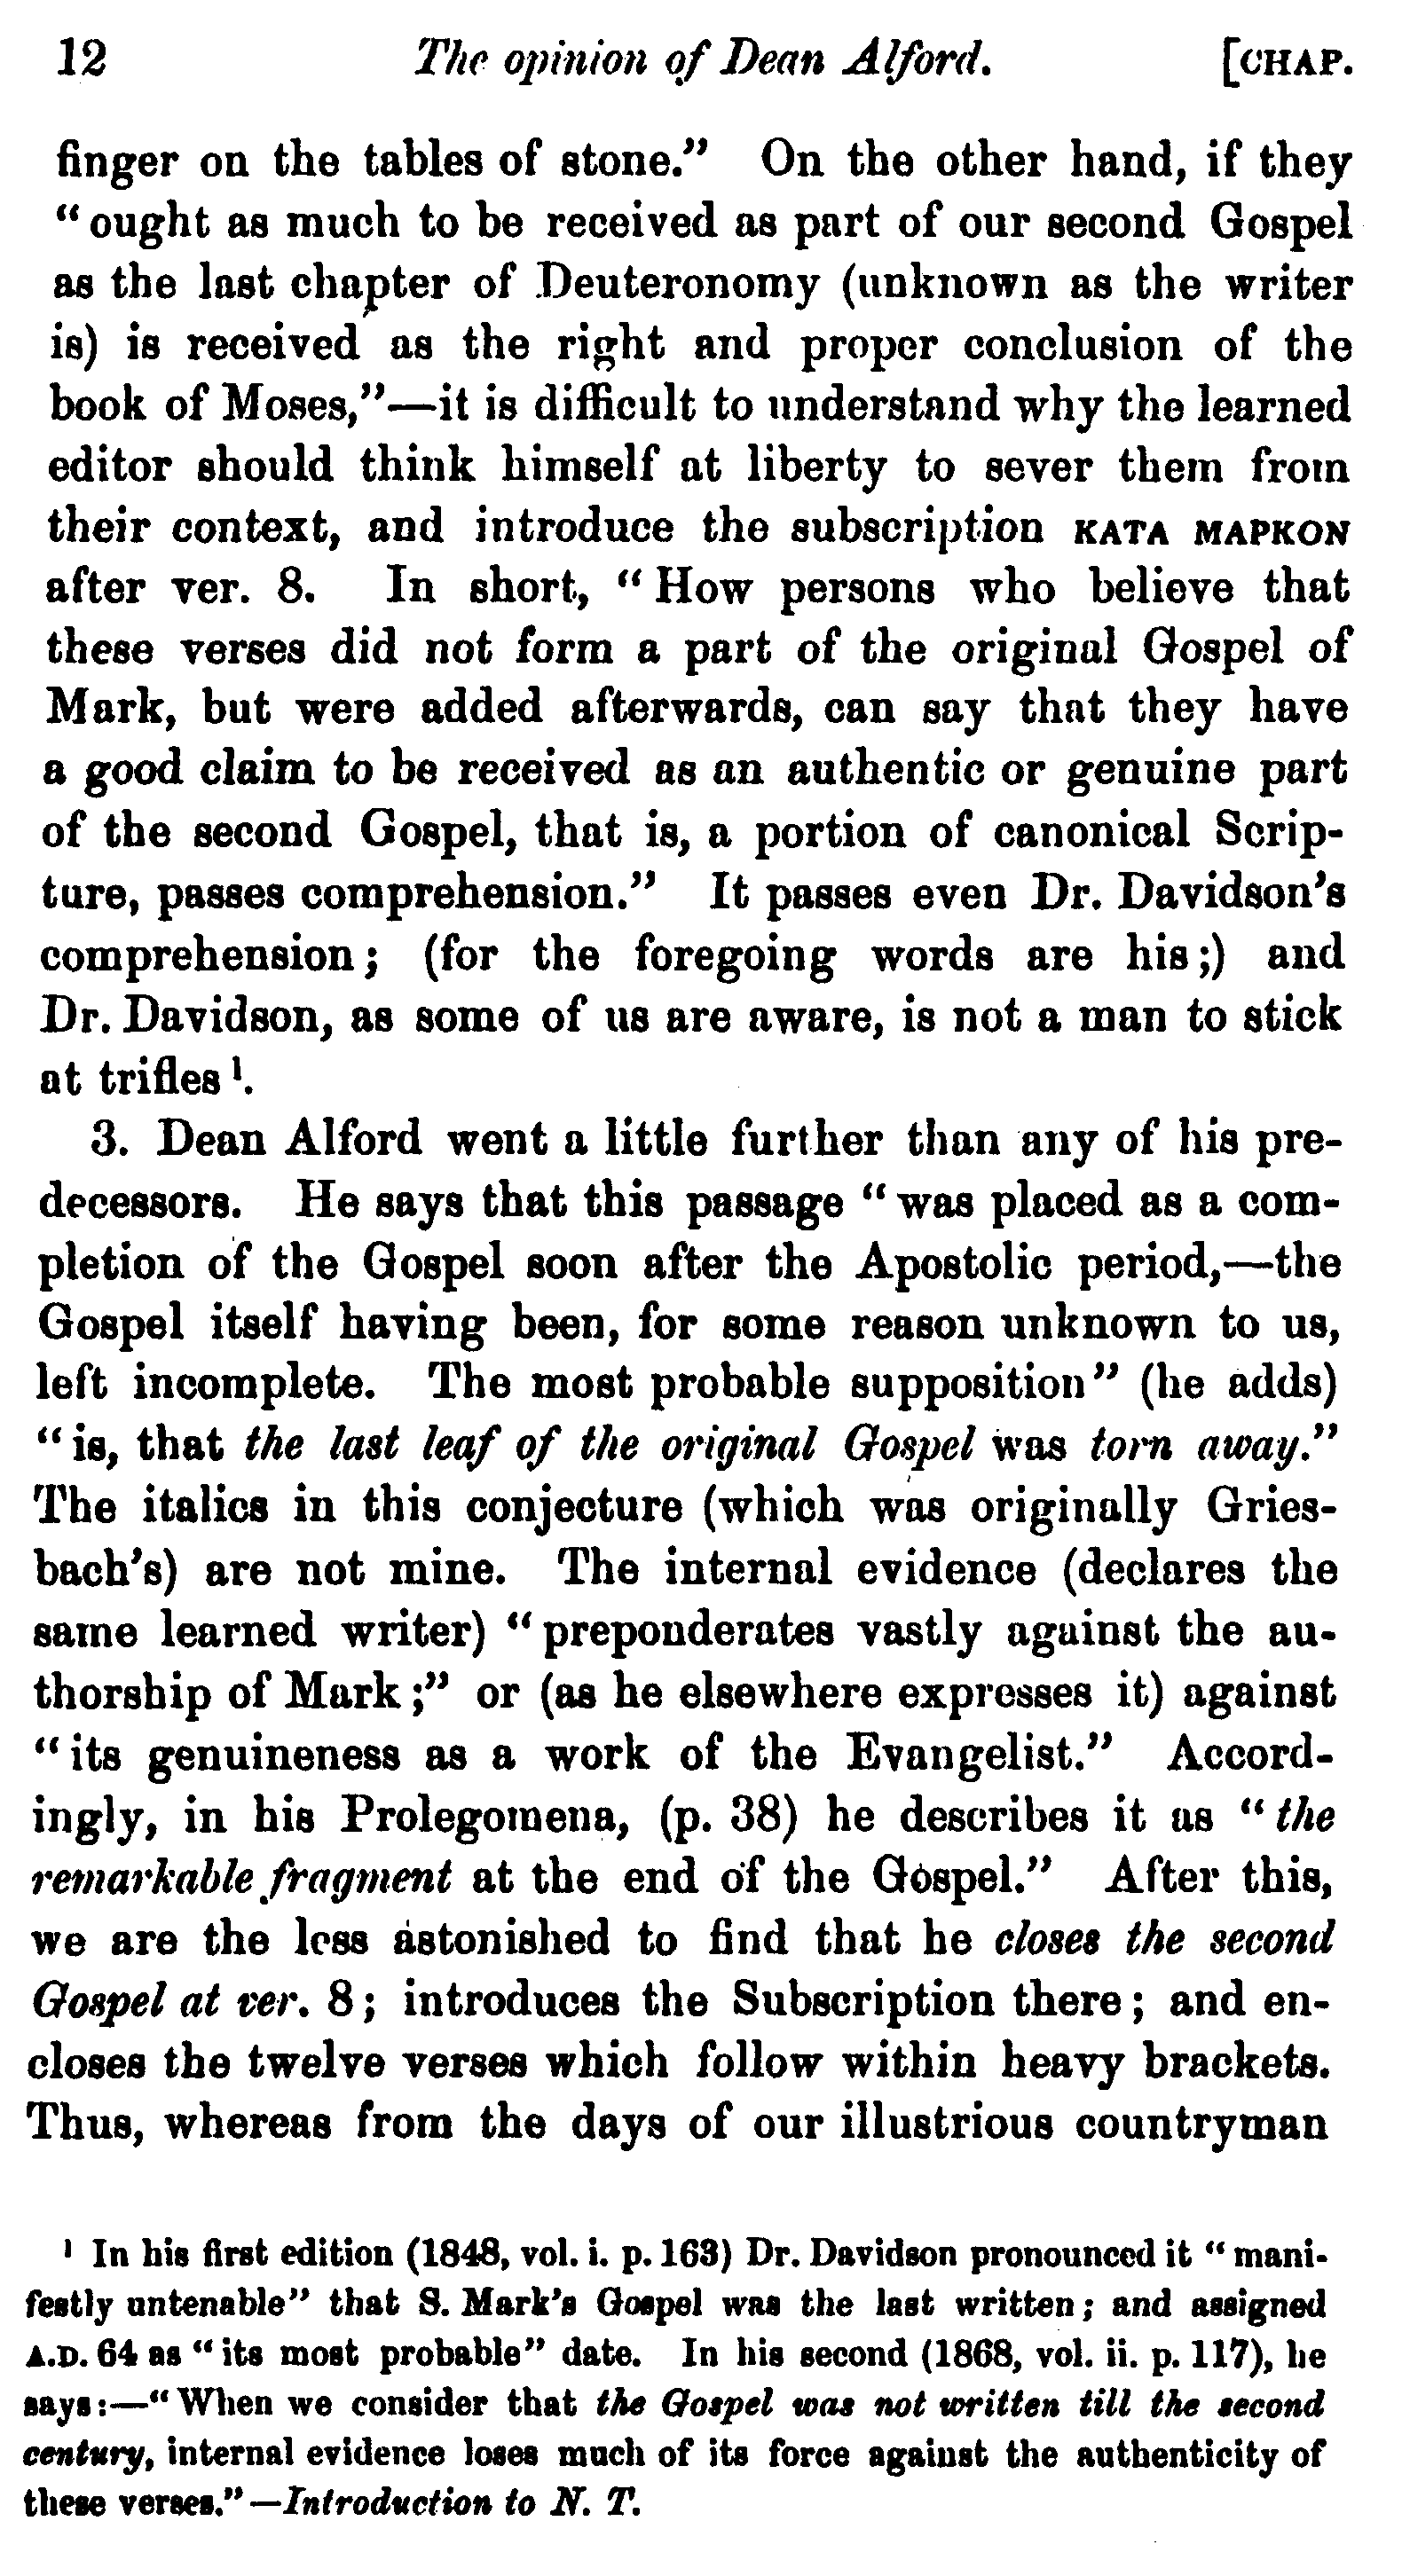 12 The opinion of Dean Alford. [CHAP.
finger on the tables of stone.” On the other hand, if they
“ought as much to be received as part of our second Gospel
as the last chapter of Deuteronomy (unknown as the writer
is) is received as the right and proper conclusion of the
book of Moses,”—it is difficult to understand why the learned
editor should think himself at liberty to sever them from
their context, and introduce the subscription ΚΑΤΑ ΜΑΡΚΟΝ
after ver. 8. In short, “How persons who believe that
these verses did not form a part of the original Gospel of
Mark, but were added afterwards, can say that they have
a good claim to be received as an authentic or genuine part
of the second Gospel, that is, a portion of canonical Scrip-
ture, passes comprehension.” It passes even Dr. Davidson’s
comprehension; (for the foregoing words are his;) and
Dr. Davidson, as some of us are aware, is not a man to stick
at trifles¹.
3. Dean Alford went a little further than any of his pre-
decessors. He says that this passage “was placed as a com-
pletion of the Gospel soon after the Apostolic period,—the
Gospel itself having been, for some reason unknown to us,
left incomplete. The most probable supposition” (he adds)
“is, that the last leaf of the original Gospel was torn away.”
The italics in this conjecture (which was originally Gries-
bach’s) are not mine. The internal evidence (declares the
same learned writer) “preponderates vastly against the au-
thorship of Mark;” or (as he elsewhere expresses it) against
“its genuineness as a work of the Evangelist.” Accord-
ingly, in his Prolegomena, (p. 38) he describes it as “the
remarkable fragment at the end of the Gospel.” After this,
we are the less astonished to find that he closes the second
Gospel at ver. 8; introduces the Subscription there; and en-
closes the twelve verses which follow within heavy brackets.
Thus, whereas from the days of our illustrious countryman
¹ In his first edition (1848, vol. i. p. 163) Dr. Davidson pronounced it “mani-
festly untenable” that S. Mark’s Gospel was the last written; and assigned
A.D. 64 as “its most probable” date. In his second (1868, vol. ii. p. 117), he
says:—“When we consider that the Gospel was not written till the second
century, internal evidence loses much of its force against the authenticity of
these verses.”—Introduction to N. T.